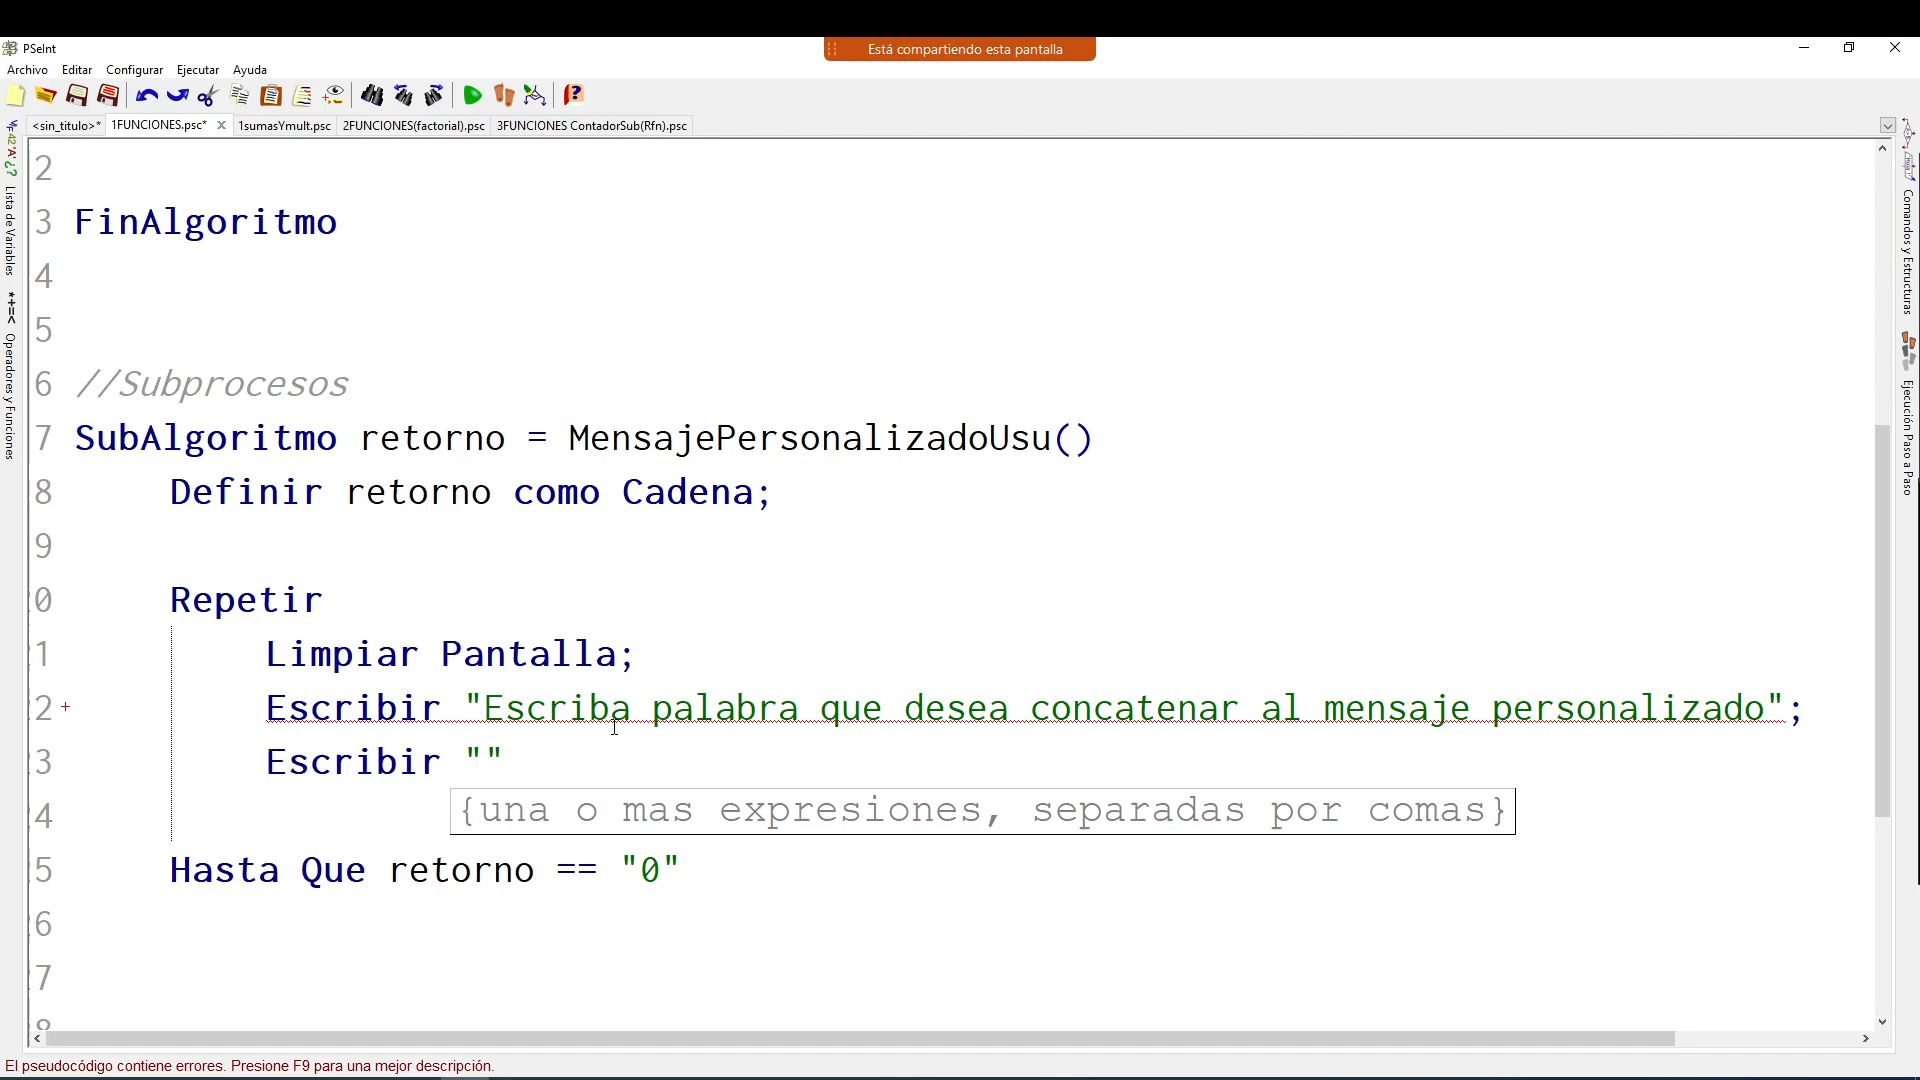 PSeInt
Está compartiendo esta pantalla
Archivo Editar Configurar Ejecutar Ayuda
<sin_titulo>* 1FUNCIONES.psc* 1sumasYmult.psc 2FUNCIONES(factorial).psc 3FUNCIONES ContadorSub(Rfn).psc
2
3 FinAlgoritmo
4
5
6 //Subprocesos
7 SubAlgoritmo retorno = MensajePersonalizadoUsu()
8 Definir retorno como Cadena;
9
0 Repetir
1 Limpiar Pantalla;
2 Escribir "Escriba palabra que desea concatenar al mensaje personalizado";
3 Escribir ""
4 {una o mas expresiones, separadas por comas}
5 Hasta Que retorno == "0"
6
7
Lista de Variables
*+=< Operadores y Funciones
Comandos y Estructuras
Ejecución Paso a Paso
El pseudocódigo contiene errores. Presione F9 para una mejor descripción.